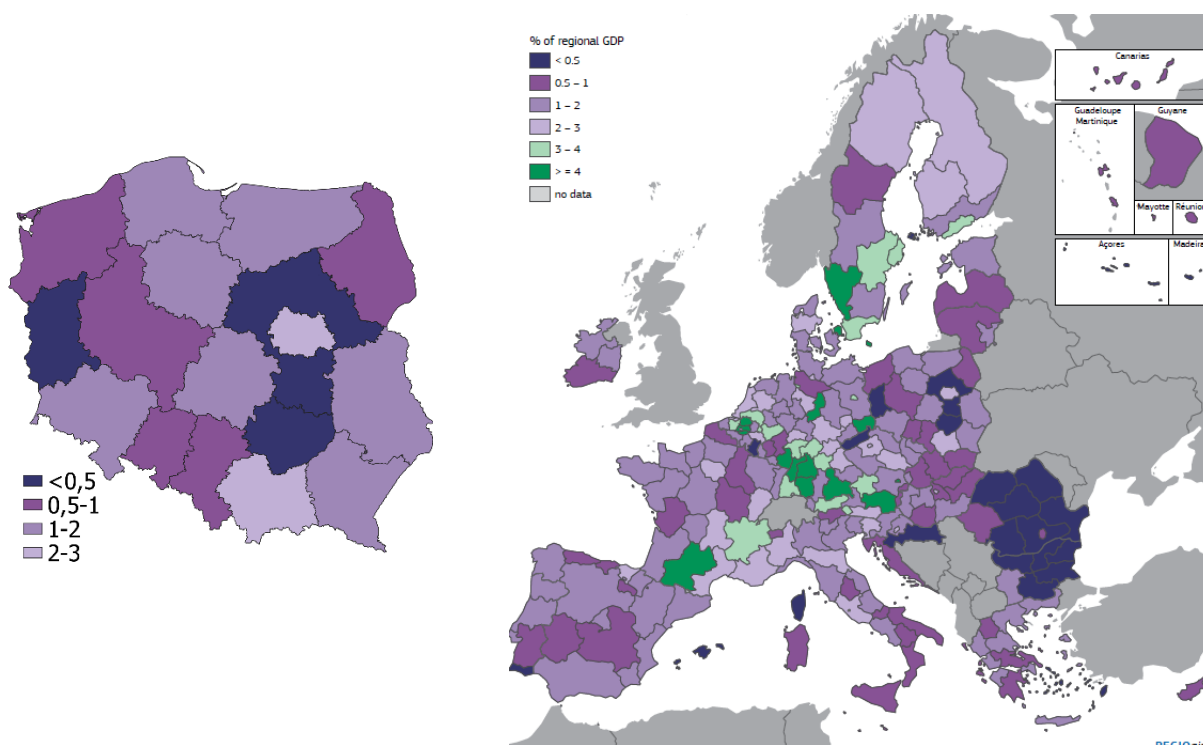 <0,5
0,5-1
1-2
2-3
% of regional GDP
< 0.5
0.5 – 1
1 – 2
2 – 3
3 – 4
> = 4
no data
Canarias
Guadeloupe
Martinique
Guyane
Mayotte
Réunion
Açores
Madeira